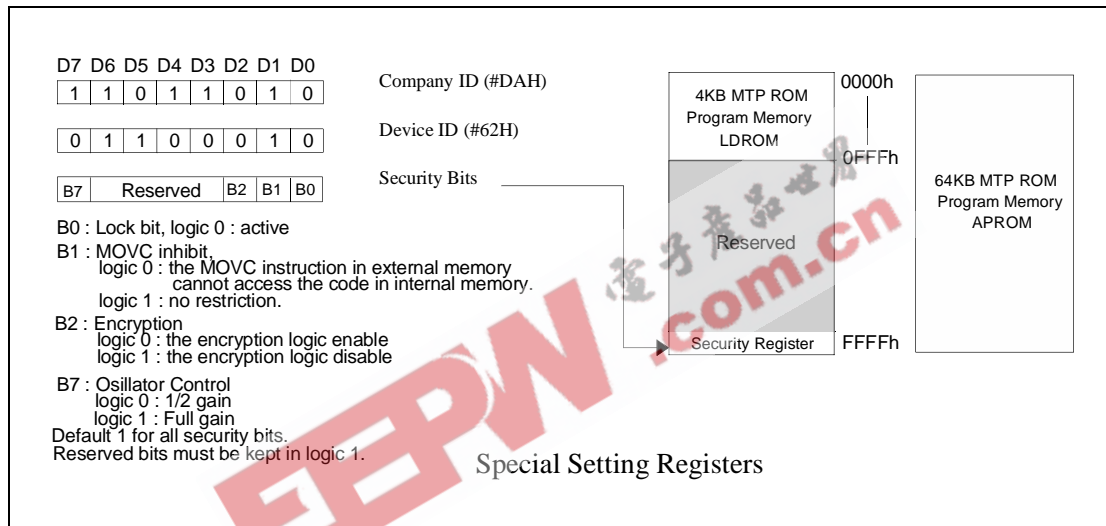 D7 D6 D5 D4 D3 D2 D1 D0
1 1 0 1 1 0 1 0
Company ID (#DAH)
0 1 1 0 0 0 1 0
Device ID (#62H)
B7 Reserved B2 B1 B0
Security Bits
B0 : Lock bit, logic 0 : active
B1 : MOVC inhibit,
logic 0 : the MOVC instruction in external memory
cannot access the code in internal memory.
logic 1 : no restriction.
B2 : Encryption
logic 0 : the encryption logic enable
logic 1 : the encryption logic disable
B7 : Osillator Control
logic 0 : 1/2 gain
logic 1 : Full gain
Default 1 for all security bits.
Reserved bits must be kept in logic 1.
4KB MTP ROM
Program Memory
LDROM
0000h
0FFFh
Reserved
Security Register
FFFFh
64KB MTP ROM
Program Memory
APROM
Special Setting Registers
電子產品世界
EEPW
.com.cn